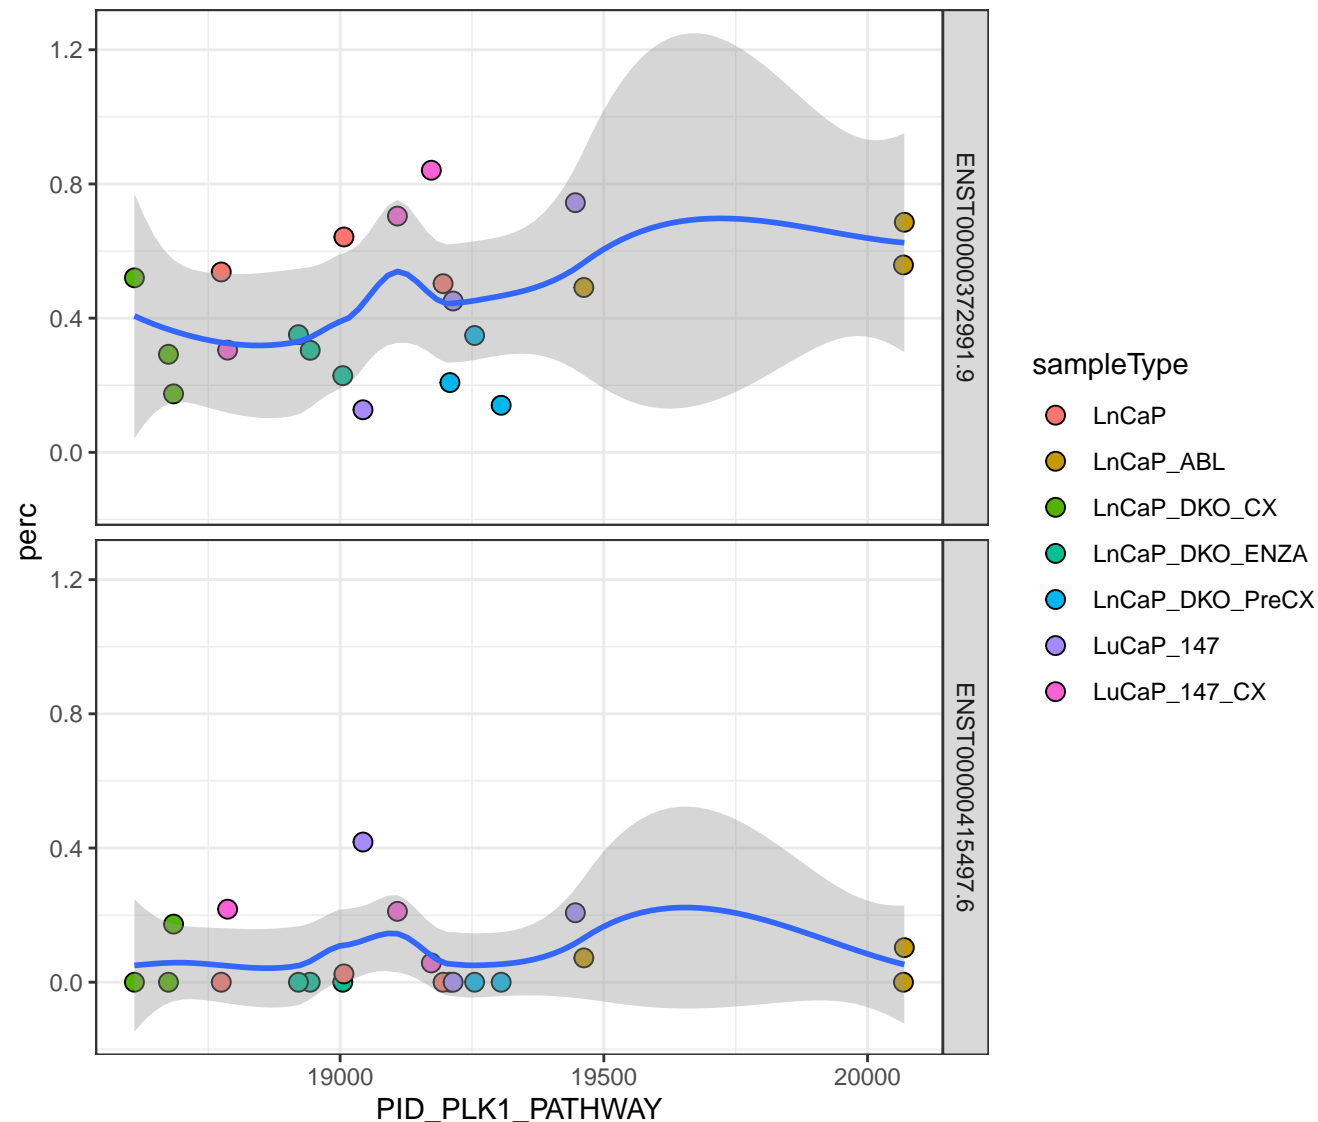 1.2
0.8
0.4
0.0
ENST00000372991.9
1.2
0.8
0.4
0.0
ENST00000415497.6
perc
19000
19500
20000
PID_PLK1_PATHWAY
sampleType
LnCaP
LnCaP_ABL
LnCaP_DKO_CX
LnCaP_DKO_ENZA
LnCaP_DKO_PreCX
LuCaP_147
LuCaP_147_CX